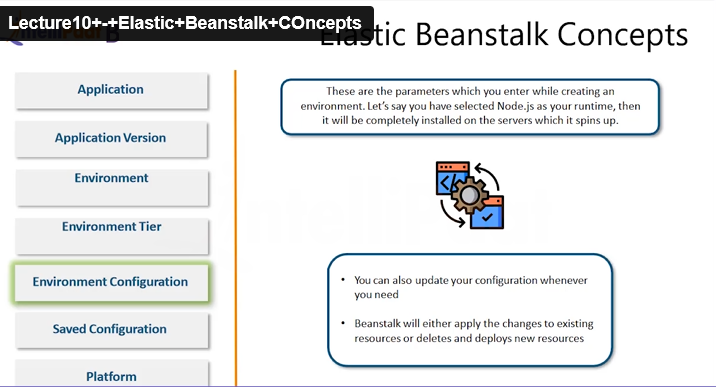 Lecture10+-+Elastic+Beanstalk+COncepts
Elastic Beanstalk Concepts
Application
Application Version
Environment
Environment Tier
Environment Configuration
Saved Configuration
Platform
These are the parameters which you enter while creating an
environment. Let's say you have selected Node.js as your runtime, then
it will be completely installed on the servers which it spins up.
• You can also update your configuration whenever
you need
• Beanstalk will either apply the changes to existing
resources or deletes and deploys new resources